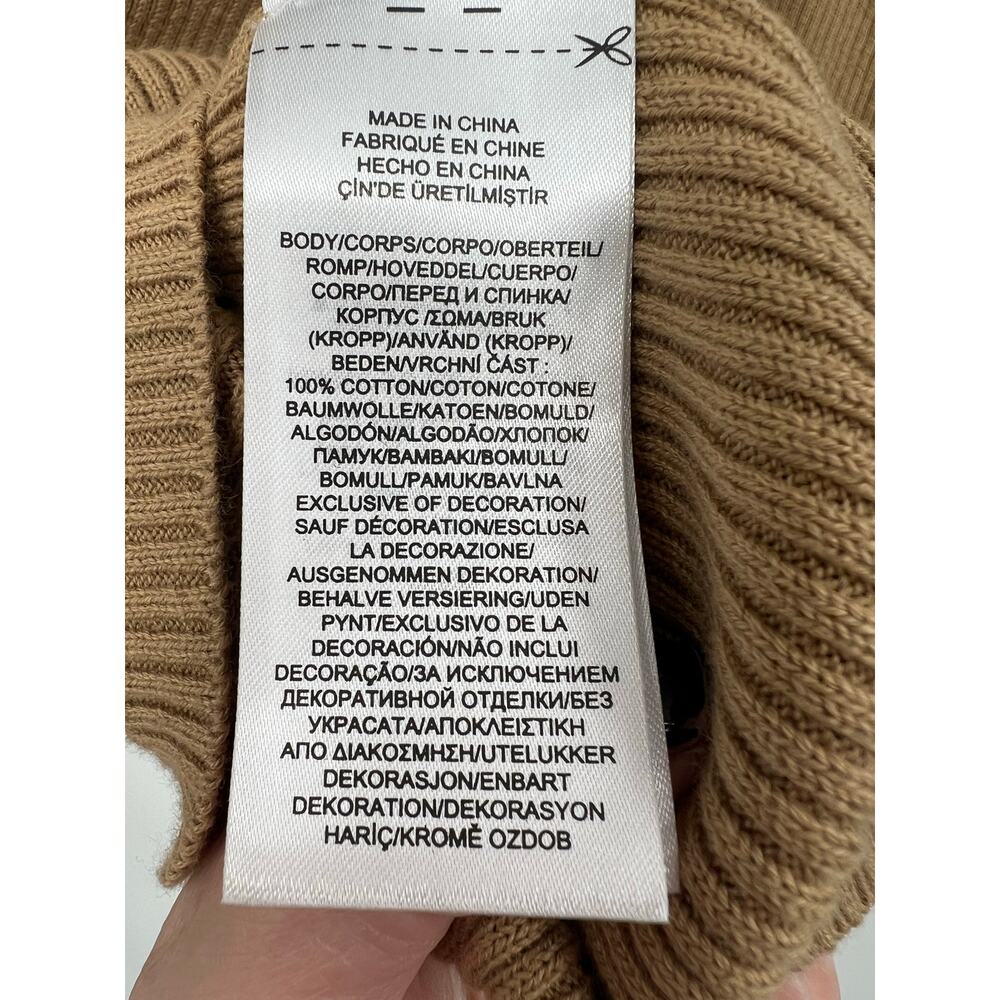 MADE IN CHINA
FABRIQUÉ EN CHINE
HECHO EN CHINA
ÇİN'DE ÜRETİLMİŞTİR
BODY/CORPS/CORPO/OBERTEIL/
ROMP/HOVEDDEL/CUERPO/
CORPO/ПЕРЕД И СПИНКА/
КОРПУС /ΣΩΜΑ/BRUK
(KROPP)/ANVÄND (KROPP)/
BEDEN/VRCHNÍ ČÁST :
100% COTTON/COTON/COTONE/
BAUMWOLLE/KATOEN/BOMULD/
ALGODÓN/ALGODÃO/ХЛОПОК/
ПАМУК/ΒΑΜΒΑΚΙ/BOMULL/
BOMULL/PAMUK/BAVLNA
EXCLUSIVE OF DECORATION/
SAUF DÉCORATION/ESCLUSA
LA DECORAZIONE/
AUSGENOMMEN DEKORATION/
BEHALVE VERSIERING/UDEN
PYNT/EXCLUSIVO DE LA
DECORACIÓN/NÃO INCLUI
DECORAÇÃO/ЗА ИСКЛЮЧЕНИЕМ
ДЕКОРАТИВНОЙ ОТДЕЛКИ/БЕЗ
УКРАСАТА/ΑΠΟΚΛΕΙΣΤΙΚΗ
ΑΠΟ ΔΙΑΚΟΣΜΗΣΗ/UTELUKKER
DEKORASJON/ENBART
DEKORATION/DEKORASYON
HARİÇ/KROMĚ OZDOB